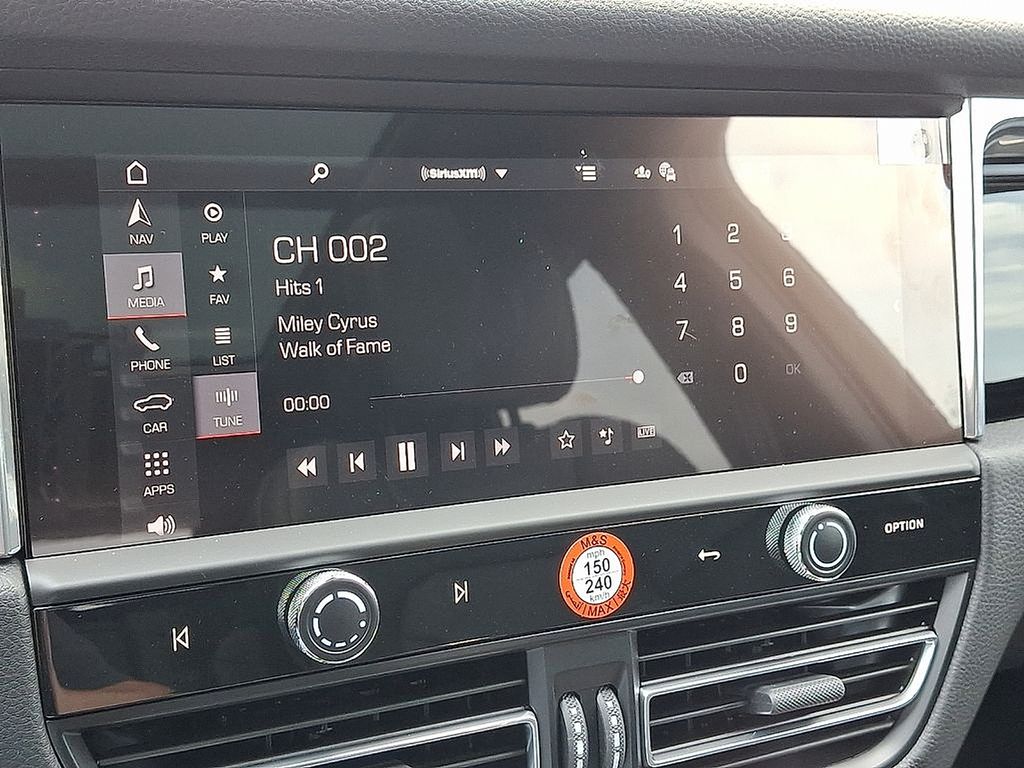 ((SiriusXM))
NAV
MEDIA
PHONE
CAR
APPS
PLAY
FAV
LIST
TUNE
CH 002
Hits 1
Miley Cyrus
Walk of Fame
00:00
1 2
4 5 6
7 8 9
0 OK
LIVE
OPTION
M&S
mph
150
240
km/h
MAX